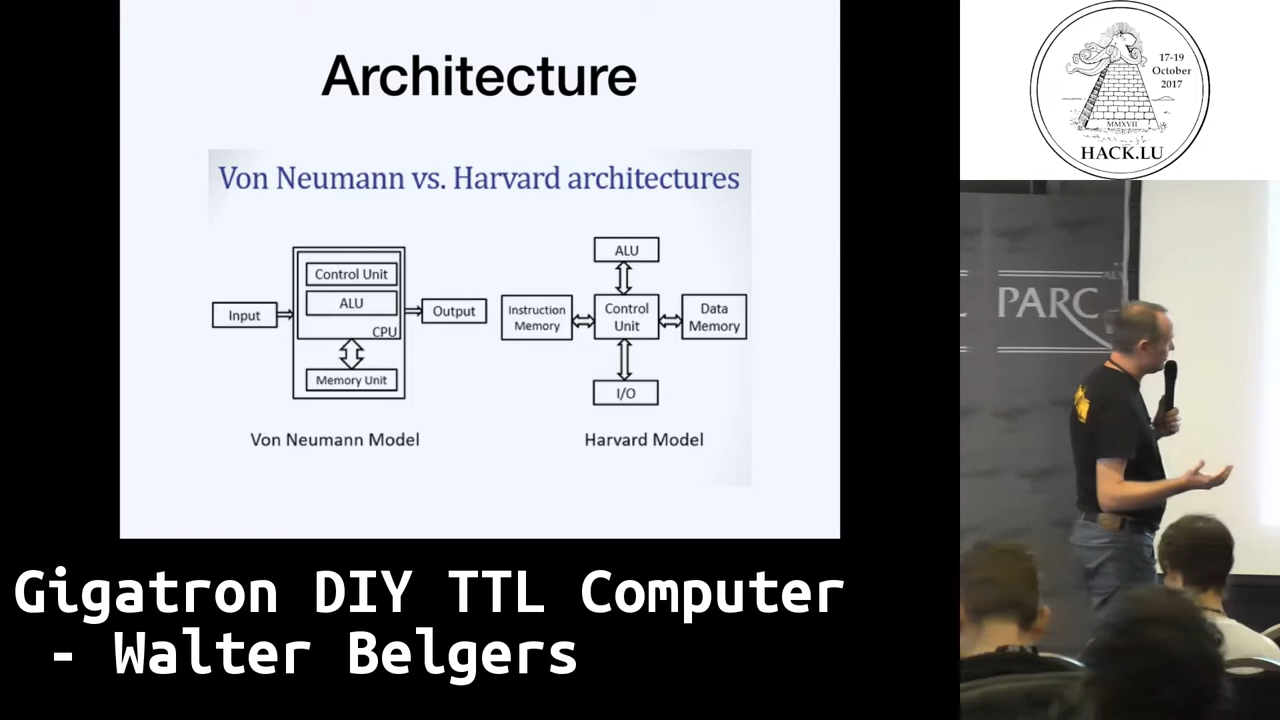 Architecture
Von Neumann vs. Harvard architectures
Input
Control Unit
ALU
CPU
Memory Unit
Output
Von Neumann Model
ALU
Instruction
Memory
Control
Unit
Data
Memory
I/O
Harvard Model
17-19
October
2017
MMXVII
HACK.LU
PARC
Gigatron DIY TTL Computer
- Walter Belgers